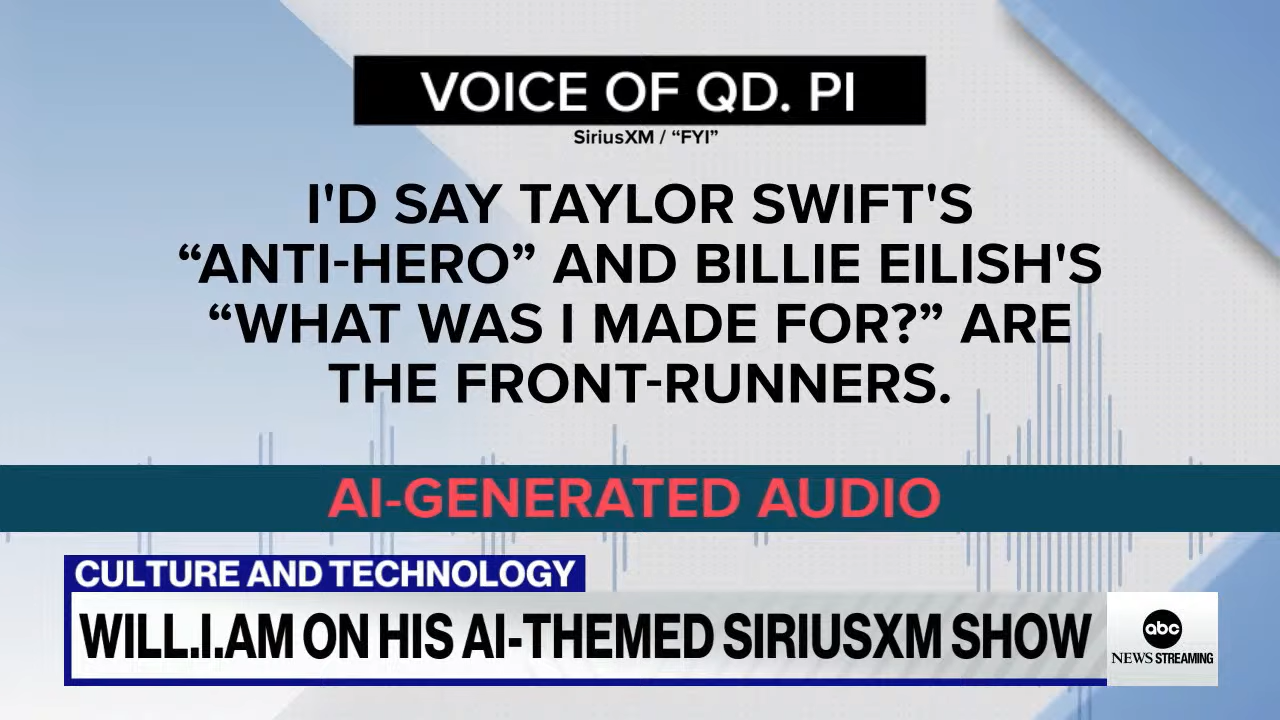 VOICE OF QD. PI
SiriusXM / “FYI”
I'D SAY TAYLOR SWIFT'S
“ANTI-HERO” AND BILLIE EILISH'S
“WHAT WAS I MADE FOR?” ARE
THE FRONT-RUNNERS.
AI-GENERATED AUDIO
CULTURE AND TECHNOLOGY
WILL.I.AM ON HIS AI-THEMED SIRIUSXM SHOW
abc
NEWS STREAMING